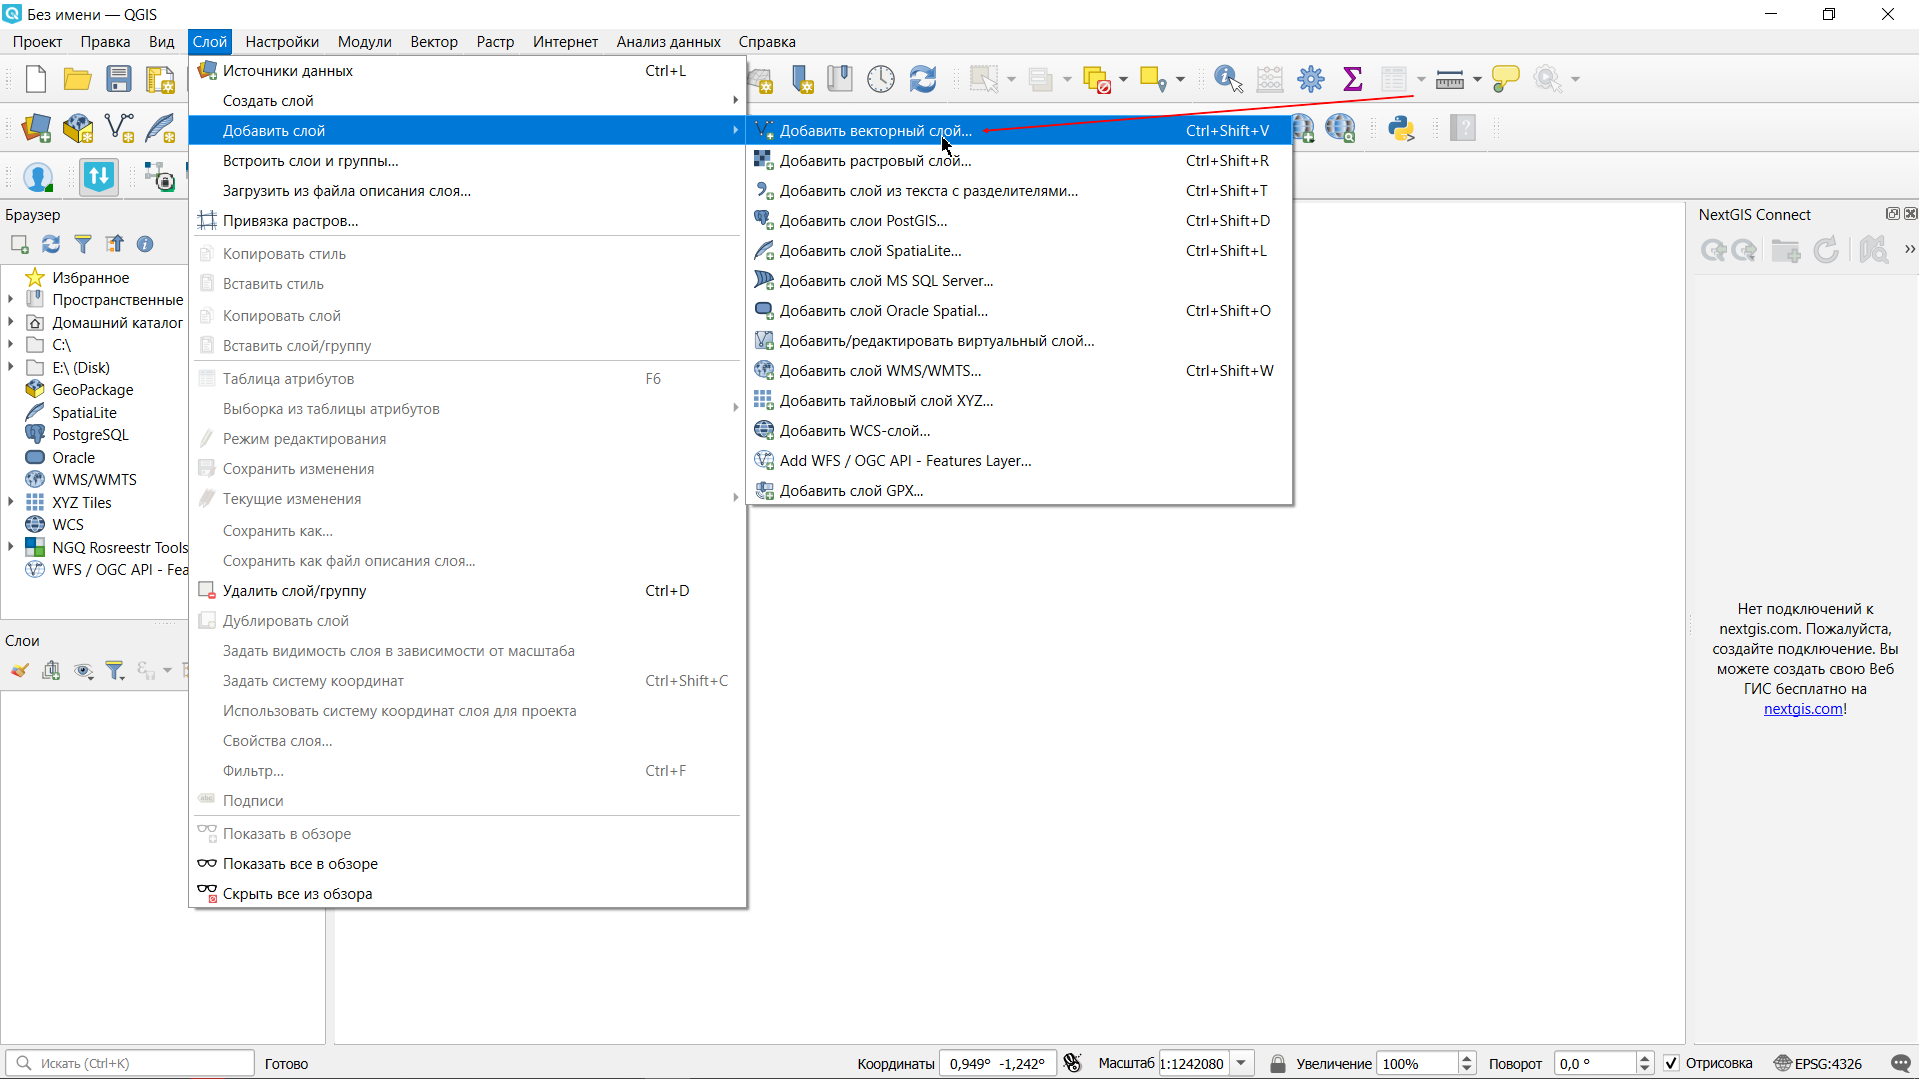 Без имени — QGIS
Проект Правка Вид Слой Настройки Модули Вектор Растр Интернет Анализ данных Справка
Источники данных Ctrl+L
Создать слой
Добавить слой
Встроить слои и группы...
Загрузить из файла описания слоя...
Привязка растров...
Копировать стиль
Вставить стиль
Копировать слой
Вставить слой/группу
Таблица атрибутов F6
Выборка из таблицы атрибутов
Режим редактирования
Сохранить изменения
Текущие изменения
Сохранить как...
Сохранить как файл описания слоя...
Удалить слой/группу Ctrl+D
Дублировать слой
Задать видимость слоя в зависимости от масштаба
Задать систему координат Ctrl+Shift+C
Использовать систему координат слоя для проекта
Свойства слоя...
Фильтр... Ctrl+F
abc Подписи
Показать в обзоре
Показать все в обзоре
Скрыть все из обзора
Добавить векторный слой... Ctrl+Shift+V
Добавить растровый слой... Ctrl+Shift+R
Добавить слой из текста с разделителями... Ctrl+Shift+T
Добавить слои PostGIS... Ctrl+Shift+D
Добавить слой SpatiaLite... Ctrl+Shift+L
Добавить слой MS SQL Server...
Добавить слой Oracle Spatial... Ctrl+Shift+O
Добавить/редактировать виртуальный слой...
Добавить слой WMS/WMTS... Ctrl+Shift+W
Добавить тайловый слой XYZ...
Добавить WCS-слой...
Add WFS / OGC API - Features Layer...
Добавить слой GPX...
Браузер
Избранное
Пространственные
Домашний каталог
C:\
E:\ (Disk)
GeoPackage
SpatiaLite
PostgreSQL
Oracle
WMS/WMTS
XYZ Tiles
WCS
NGQ Rosreestr Tools
WFS / OGC API - Fea
Слои
NextGIS Connect
Нет подключений к
nextgis.com. Пожалуйста,
создайте подключение. Вы
можете создать свою Веб
ГИС бесплатно на
nextgis.com!
Искать (Ctrl+K) Готово Координаты 0,949° -1,242° Масштаб 1:1242080 Увеличение 100% Поворот 0,0 ° Отрисовка EPSG:4326